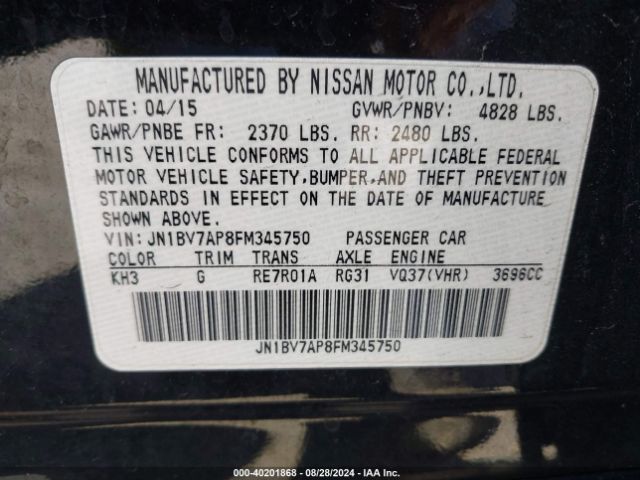 MANUFACTURED BY NISSAN MOTOR CO.,LTD.
DATE: 04/15 GVWR/PNBV: 4828 LBS.
GAWR/PNBE FR: 2370 LBS. RR: 2480 LBS.
THIS VEHICLE CONFORMS TO ALL APPLICABLE FEDERAL
MOTOR VEHICLE SAFETY,BUMPER,AND THEFT PREVENTION
STANDARDS IN EFFECT ON THE DATE OF MANUFACTURE
SHOWN ABOVE.
VIN: JN1BV7AP8FM345750 PASSENGER CAR
COLOR TRIM TRANS AXLE ENGINE
KH3 G RE7R01A RG31 VQ37(VHR) 3696CC
JN1BV7AP8FM345750
000-40201868 - 08/28/2024 - IAA Inc.